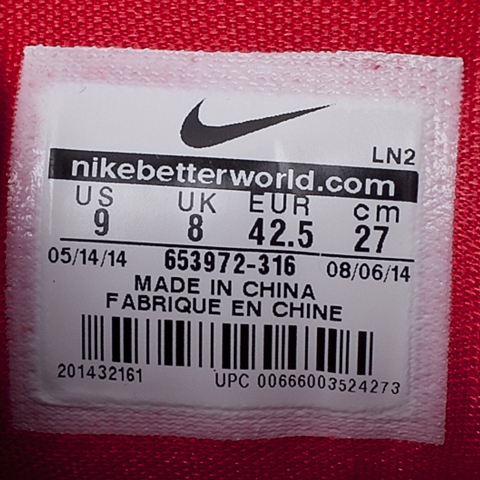 LN2
nikebetterworld.com
US UK EUR cm
9 8 42.5 27
05/14/14 653972-316 08/06/14
MADE IN CHINA
FABRIQUE EN CHINE
201432161 UPC 00666003524273